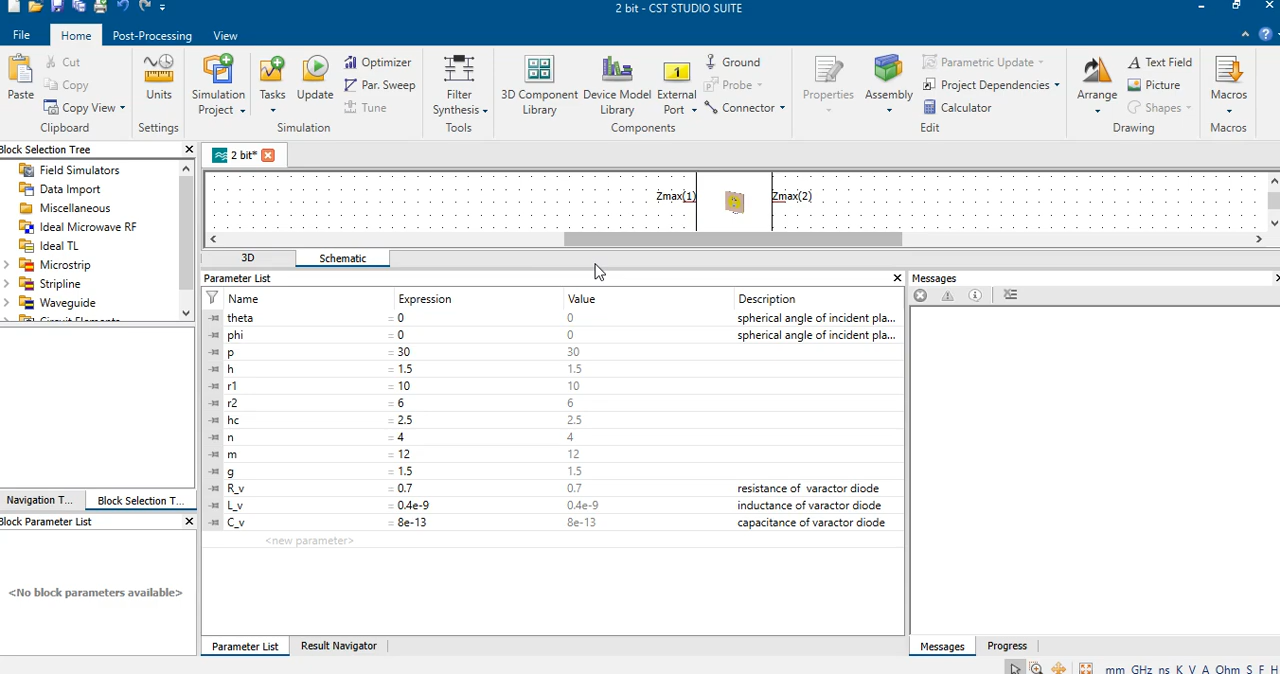 2 bit - CST STUDIO SUITE
File Home Post-Processing View
Cut
Copy
Copy View
Paste
Clipboard
Units
Settings
Simulation Project
Tasks
Update
Optimizer
Par. Sweep
Tune
Simulation
Filter Synthesis
Tools
3D Component Library
Device Model Library
External Port
Ground
Probe
Connector
Components
Properties
Assembly
Parametric Update
Project Dependencies
Calculator
Edit
Arrange
Text Field
Picture
Shapes
Drawing
Macros
Macros
Block Selection Tree
Field Simulators
Data Import
Miscellaneous
Ideal Microwave RF
Ideal TL
Microstrip
Stripline
Waveguide
Circuit Elements
Navigation T... Block Selection T...
Block Parameter List
<No block parameters available>
2 bit*
Zmax(1) Zmax(2)
3D Schematic
Parameter List
Name Expression Value Description
theta = 0 0 spherical angle of incident pla...
phi = 0 0 spherical angle of incident pla...
p = 30 30
h = 1.5 1.5
r1 = 10 10
r2 = 6 6
hc = 2.5 2.5
n = 4 4
m = 12 12
g = 1.5 1.5
R_v = 0.7 0.7 resistance of varactor diode
L_v = 0.4e-9 0.4e-9 inductance of varactor diode
C_v = 8e-13 8e-13 capacitance of varactor diode
<new parameter>
Parameter List Result Navigator
Messages
Messages Progress
mm GHz ns K V A Ohm S F H